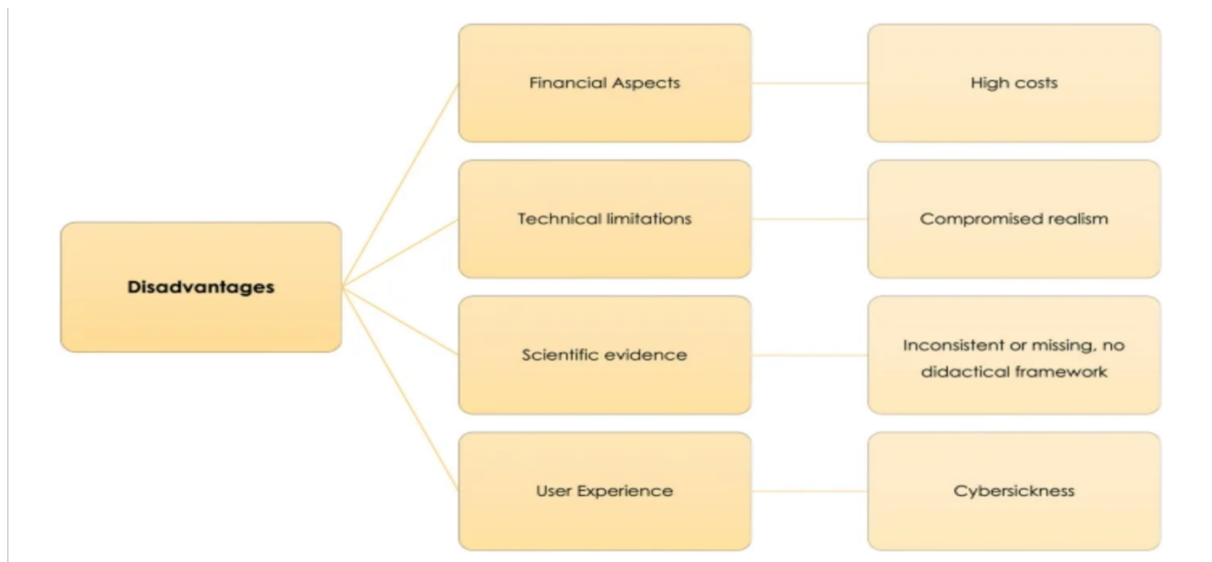 Disadvantages
Financial Aspects
High costs
Technical limitations
Compromised realism
Scientific evidence
Inconsistent or missing, no
didactical framework
User Experience
Cybersickness